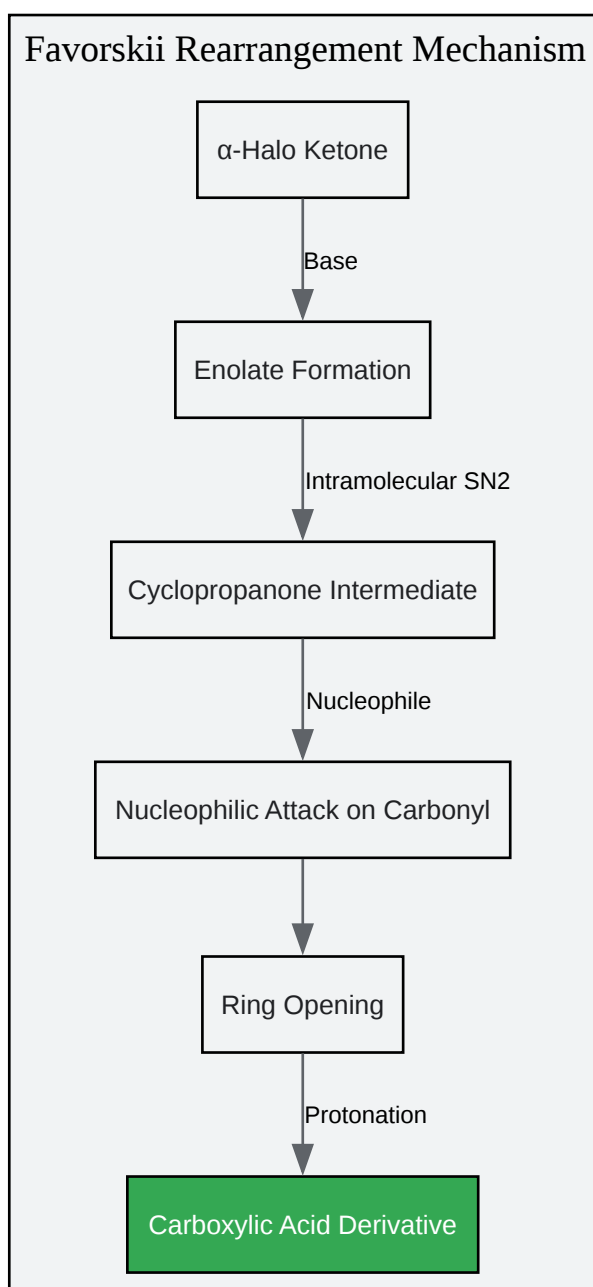 Favorskii Rearrangement Mechanism
α-Halo Ketone
Base
Enolate Formation
Intramolecular SN2
Cyclopropanone Intermediate
Nucleophile
Nucleophilic Attack on Carbonyl
Ring Opening
Protonation
Carboxylic Acid Derivative